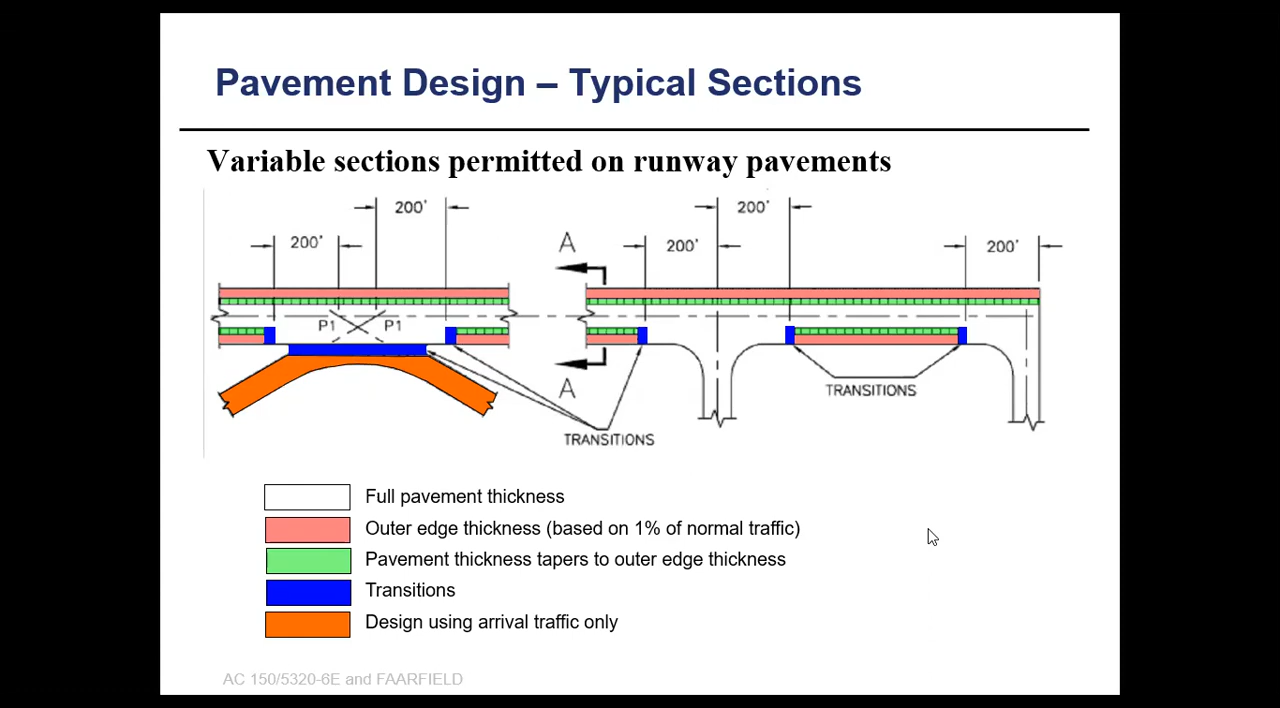 Pavement Design – Typical Sections
Variable sections permitted on runway pavements
200'
200'
200'
200'
200'
A
P1
P1
A
TRANSITIONS
TRANSITIONS
Full pavement thickness
Outer edge thickness (based on 1% of normal traffic)
Pavement thickness tapers to outer edge thickness
Transitions
Design using arrival traffic only
AC 150/5320-6E and FAARFIELD